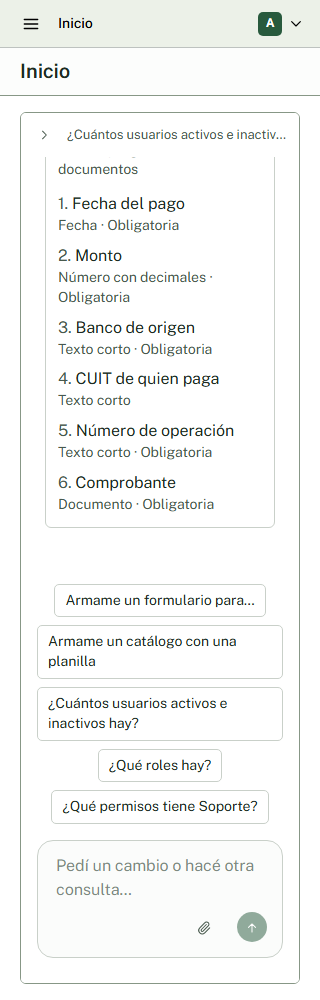 Inicio
A
Inicio
¿Cuántos usuarios activos e inactiv...
documentos
1. Fecha del pago
Fecha · Obligatoria
2. Monto
Número con decimales ·
Obligatoria
3. Banco de origen
Texto corto · Obligatoria
4. CUIT de quien paga
Texto corto
5. Número de operación
Texto corto · Obligatoria
6. Comprobante
Documento · Obligatoria
Armame un formulario para...
Armame un catálogo con una
planilla
¿Cuántos usuarios activos e
inactivos hay?
¿Qué roles hay?
¿Qué permisos tiene Soporte?
Pedí un cambio o hacé otra
consulta...